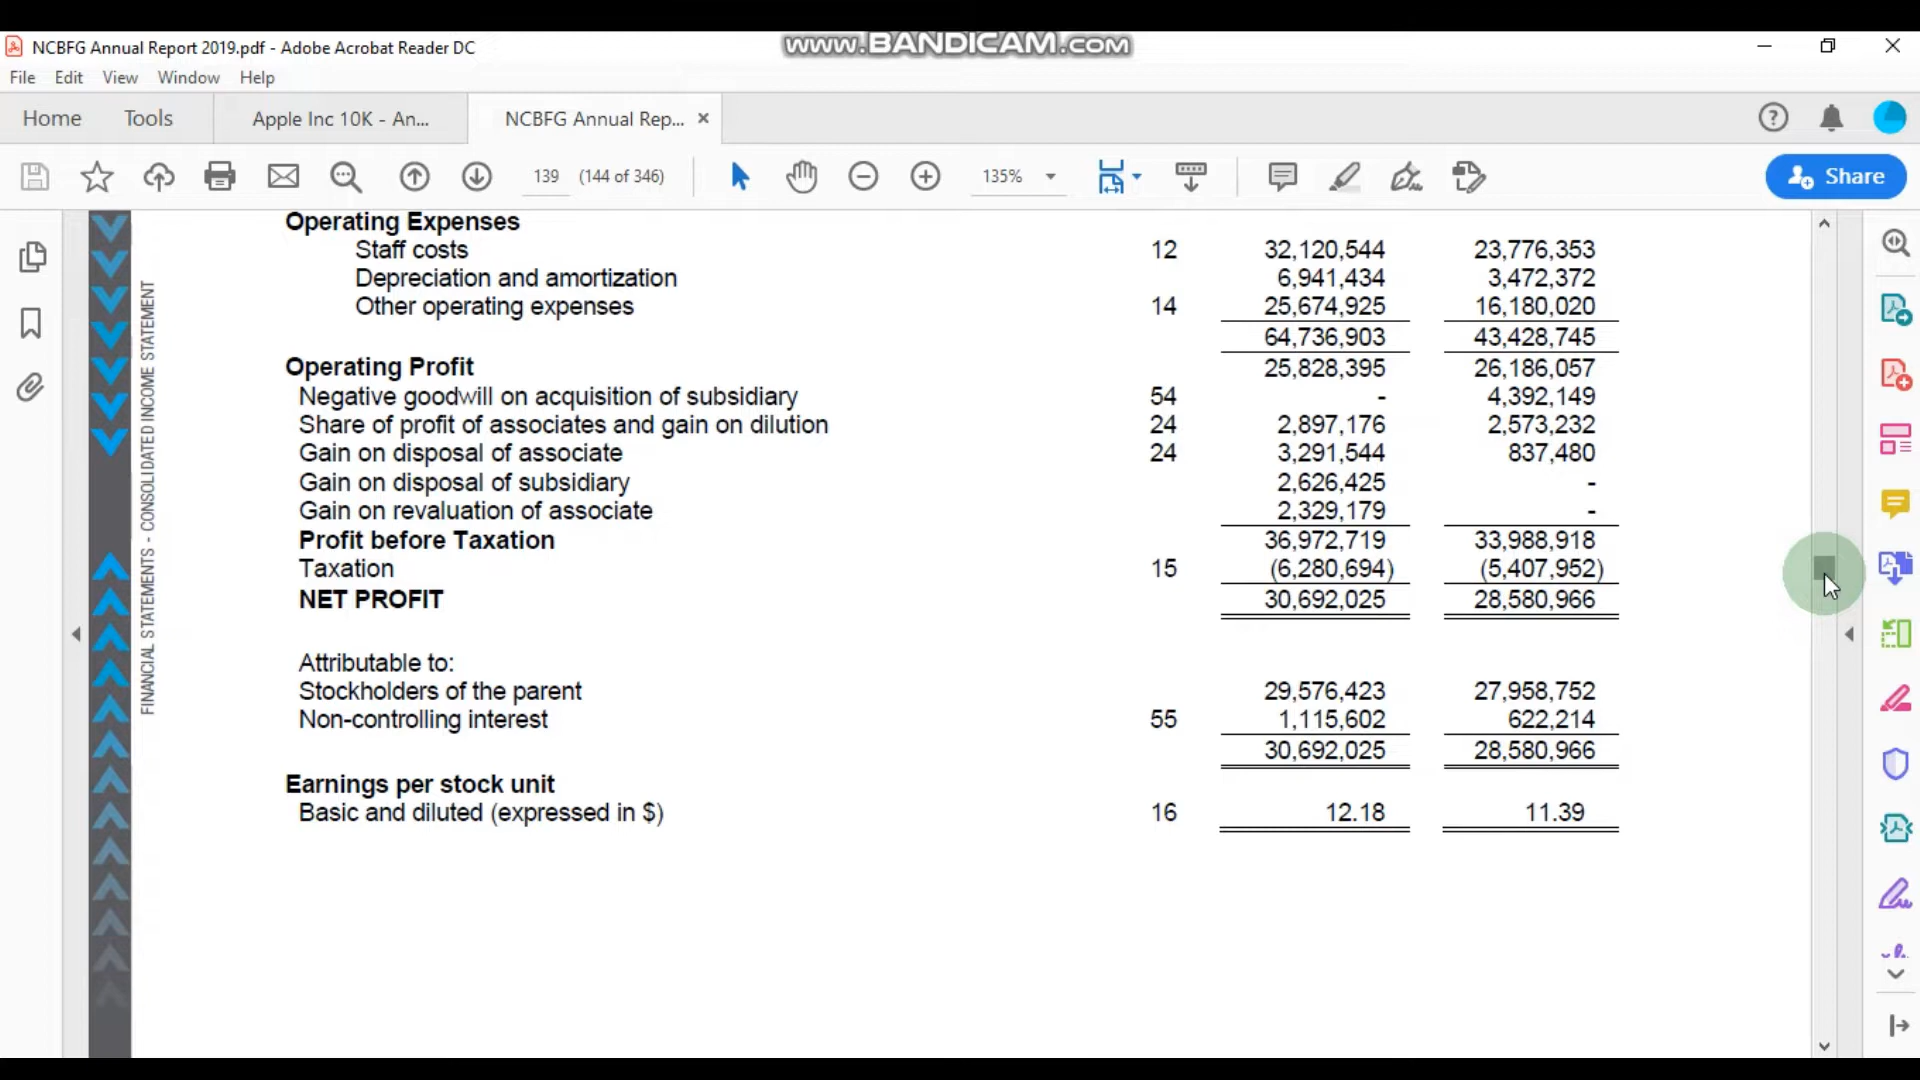 www.BANDICAM.com
NCBFG Annual Report 2019.pdf - Adobe Acrobat Reader DC
File Edit View Window Help
Home Tools Apple Inc 10K - An... NCBFG Annual Rep... ×
139 (144 of 346) 135% Share
FINANCIAL STATEMENTS - CONSOLIDATED INCOME STATEMENT
Operating Expenses
Staff costs 12 32,120,544 23,776,353
Depreciation and amortization 6,941,434 3,472,372
Other operating expenses 14 25,674,925 16,180,020
64,736,903 43,428,745
Operating Profit 25,828,395 26,186,057
Negative goodwill on acquisition of subsidiary 54 - 4,392,149
Share of profit of associates and gain on dilution 24 2,897,176 2,573,232
Gain on disposal of associate 24 3,291,544 837,480
Gain on disposal of subsidiary 2,626,425 -
Gain on revaluation of associate 2,329,179 -
Profit before Taxation 36,972,719 33,988,918
Taxation 15 (6,280,694) (5,407,952)
NET PROFIT 30,692,025 28,580,966
Attributable to:
Stockholders of the parent 29,576,423 27,958,752
Non-controlling interest 55 1,115,602 622,214
30,692,025 28,580,966
Earnings per stock unit
Basic and diluted (expressed in $) 16 12.18 11.39